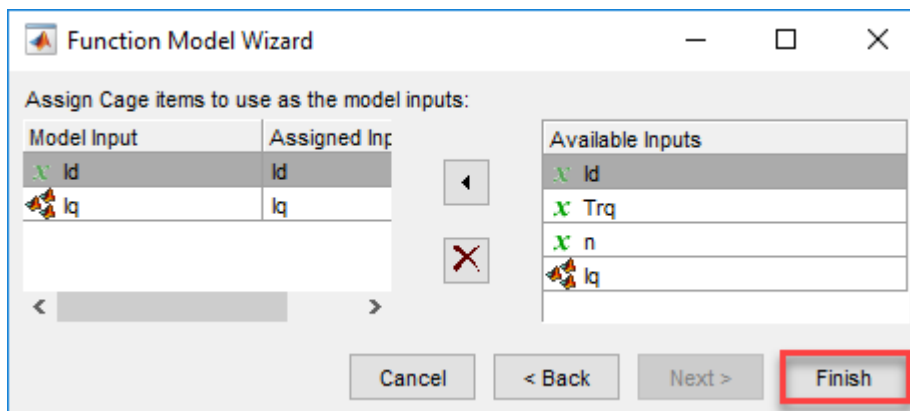 Function Model Wizard
Assign Cage items to use as the model inputs:
Model Input Assigned Inp
x Id Id
Iq Iq
Available Inputs
x Id
x Trq
x n
Iq
Cancel < Back Next > Finish